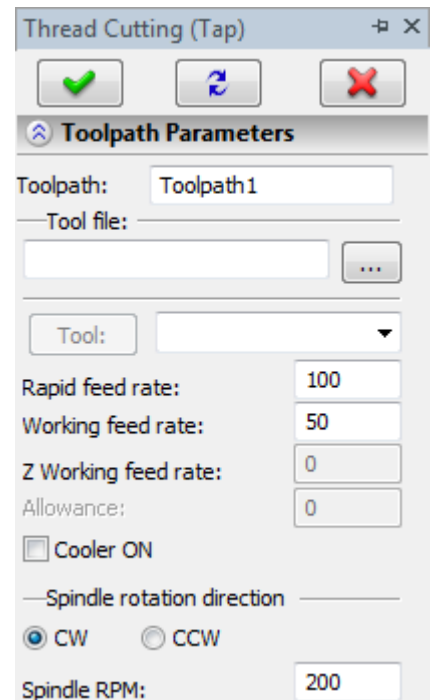 Thread Cutting (Tap)
Toolpath Parameters
Toolpath: Toolpath1
Tool file:
...
Tool:
Rapid feed rate: 100
Working feed rate: 50
Z Working feed rate: 0
Allowance: 0
Cooler ON
Spindle rotation direction
CW CCW
Spindle RPM: 200